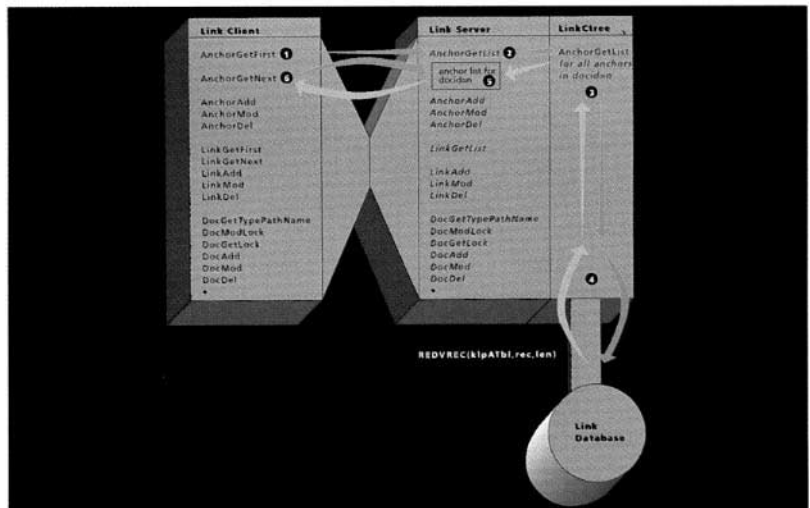 Link Client
AnchorGetFirst 1
AnchorGetNext 6
AnchorAdd
AnchorMod
AnchorDel
LinkGetFirst
LinkGetNext
LinkAdd
LinkMod
LinkDel
DocGetTypePathName
DocModLock
DocGetLock
DocAdd
DocMod
DocDel
Link Server
AnchorGetList 2
anchor list for
docidxn 5
AnchorAdd
AnchorMod
AnchorDel
LinkGetList
LinkAdd
LinkMod
LinkDel
DocGetTypePathName
DocModLock
DocGetLock
DocAdd
DocMod
DocDel
LinkCtree
AnchorGetList
for all anchors
in docidxn
3
4
REDVREC(klpATbl,rec,len)
Link
Database